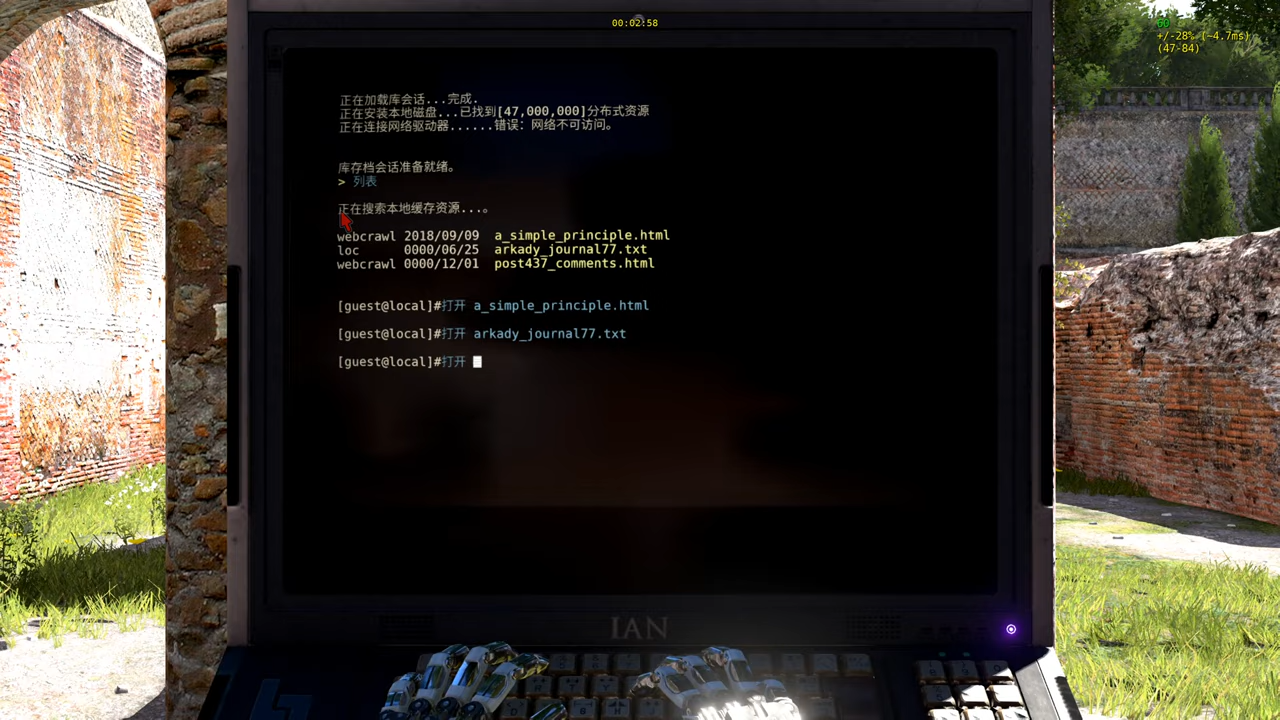 00:02:58
60
+/-28% (~4.7ms)
(47-84)
正在加载库会话...完成.
正在安装本地磁盘...已找到[47,000,000]分布式资源
正在连接网络驱动器......错误: 网络不可访问。
库存档会话准备就绪。
> 列表
正在搜索本地缓存资源...。
webcrawl 2018/09/09 a_simple_principle.html
loc 0000/06/25 arkady_journal77.txt
webcrawl 0000/12/01 post437_comments.html
[guest@local]#打开 a_simple_principle.html
[guest@local]#打开 arkady_journal77.txt
[guest@local]#打开
IAN